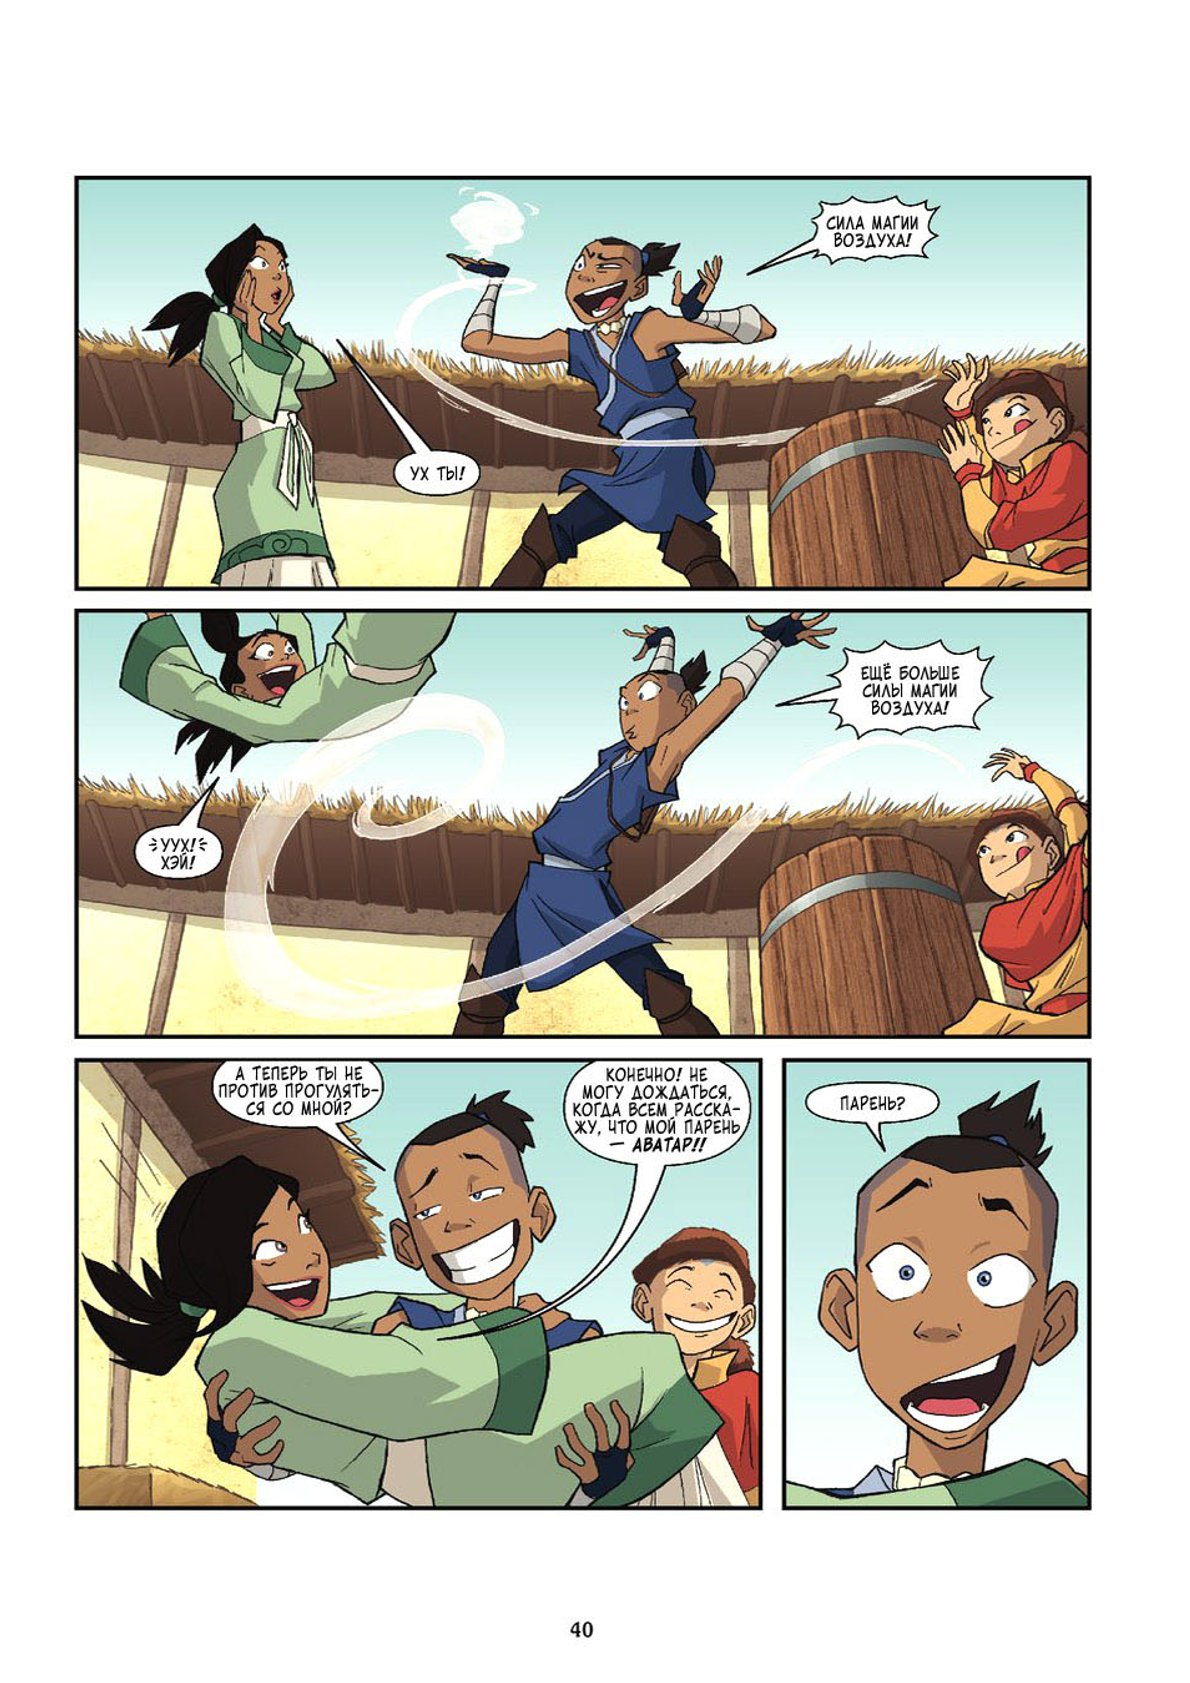 СИЛА МАГИИ
ВОЗДУХА!
УХ ТЫ!
ЕЩЁ БОЛЬШЕ
СИЛЫ МАГИИ
ВОЗДУХА!
УУХ!
ХЭЙ!
А ТЕПЕРЬ ТЫ НЕ
ПРОТИВ ПРОГУЛЯТЬ-
СЯ СО МНОЙ?
КОНЕЧНО! НЕ
МОГУ ДОЖДАТЬСЯ,
КОГДА ВСЕМ РАССКА-
ЖУ, ЧТО МОЙ ПАРЕНЬ
— АВАТАР!!
ПАРЕНЬ?
40